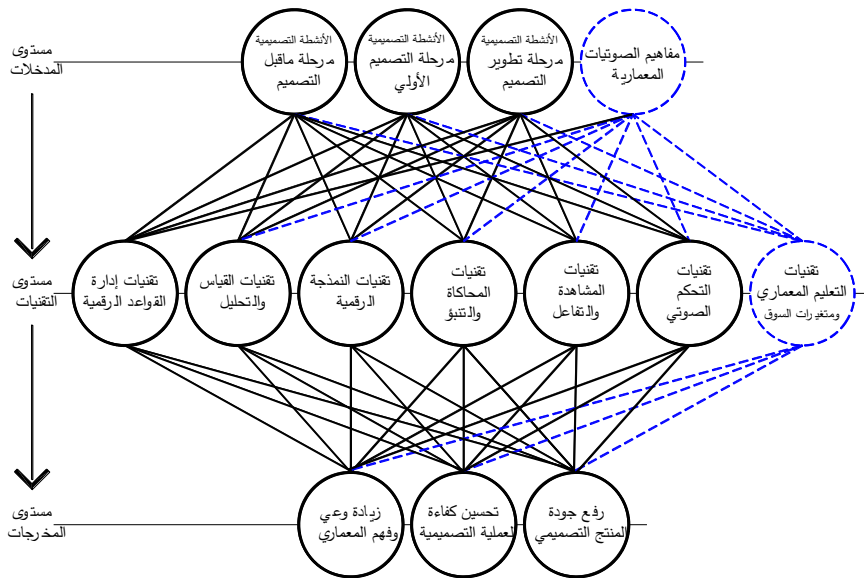 مستوى
المدخلات
الأنشطة التصميمية
مرحلة ماقبل
التصميم
الأنشطة التصميمية
مرحلة التصميم
الأولي
الأنشطة التصميمية
مرحلة تطوير
التصميم
مفاهيم الصوتيات
المعمارية
مستوى
التقنيات
تقنيات إدارة
القواعد الرقمية
تقنيات القياس
والتحليل
تقنيات النمذجة
الرقمية
تقنيات
المحاكاة
والتنبؤ
تقنيات
المشاهدة
والتفاعل
تقنيات
التحكم
الصوتي
تقنيات
التعليم المعماري
ومتغيرات السوق
مستوى
المخرجات
زيادة وعي
وفهم المعماري
تحسين كفاءة
العملية التصميمية
رفع جودة
المنتج التصميمي